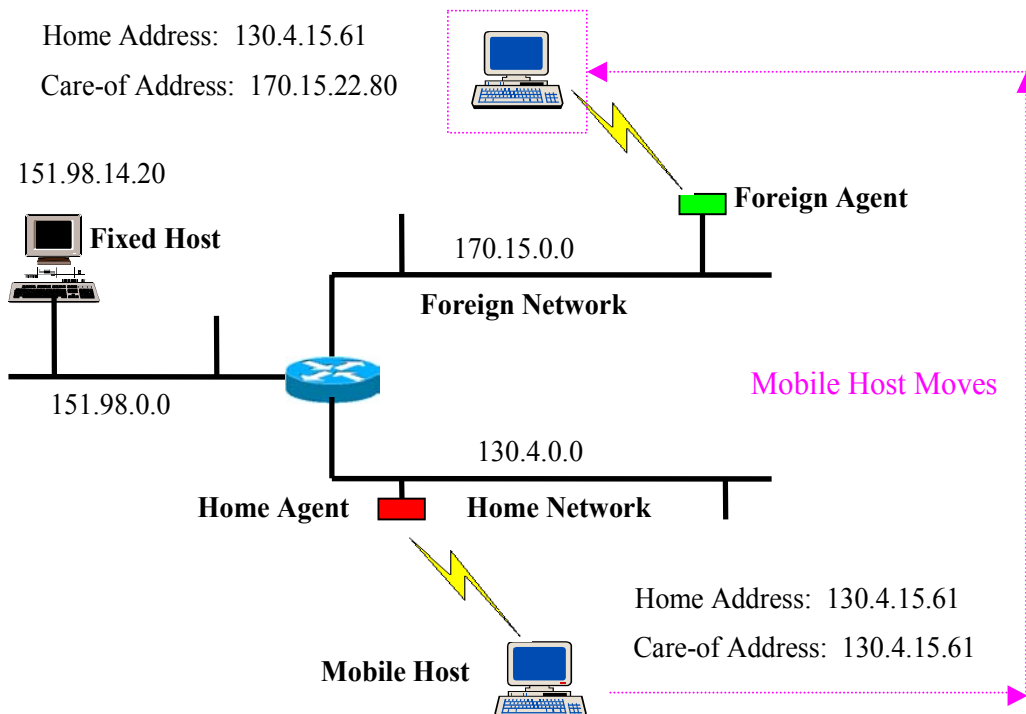 Home Address: 130.4.15.61
Care-of Address: 170.15.22.80
151.98.14.20
Fixed Host
Foreign Agent
170.15.0.0
Foreign Network
151.98.0.0
Mobile Host Moves
130.4.0.0
Home Agent
Home Network
Home Address: 130.4.15.61
Care-of Address: 130.4.15.61
Mobile Host